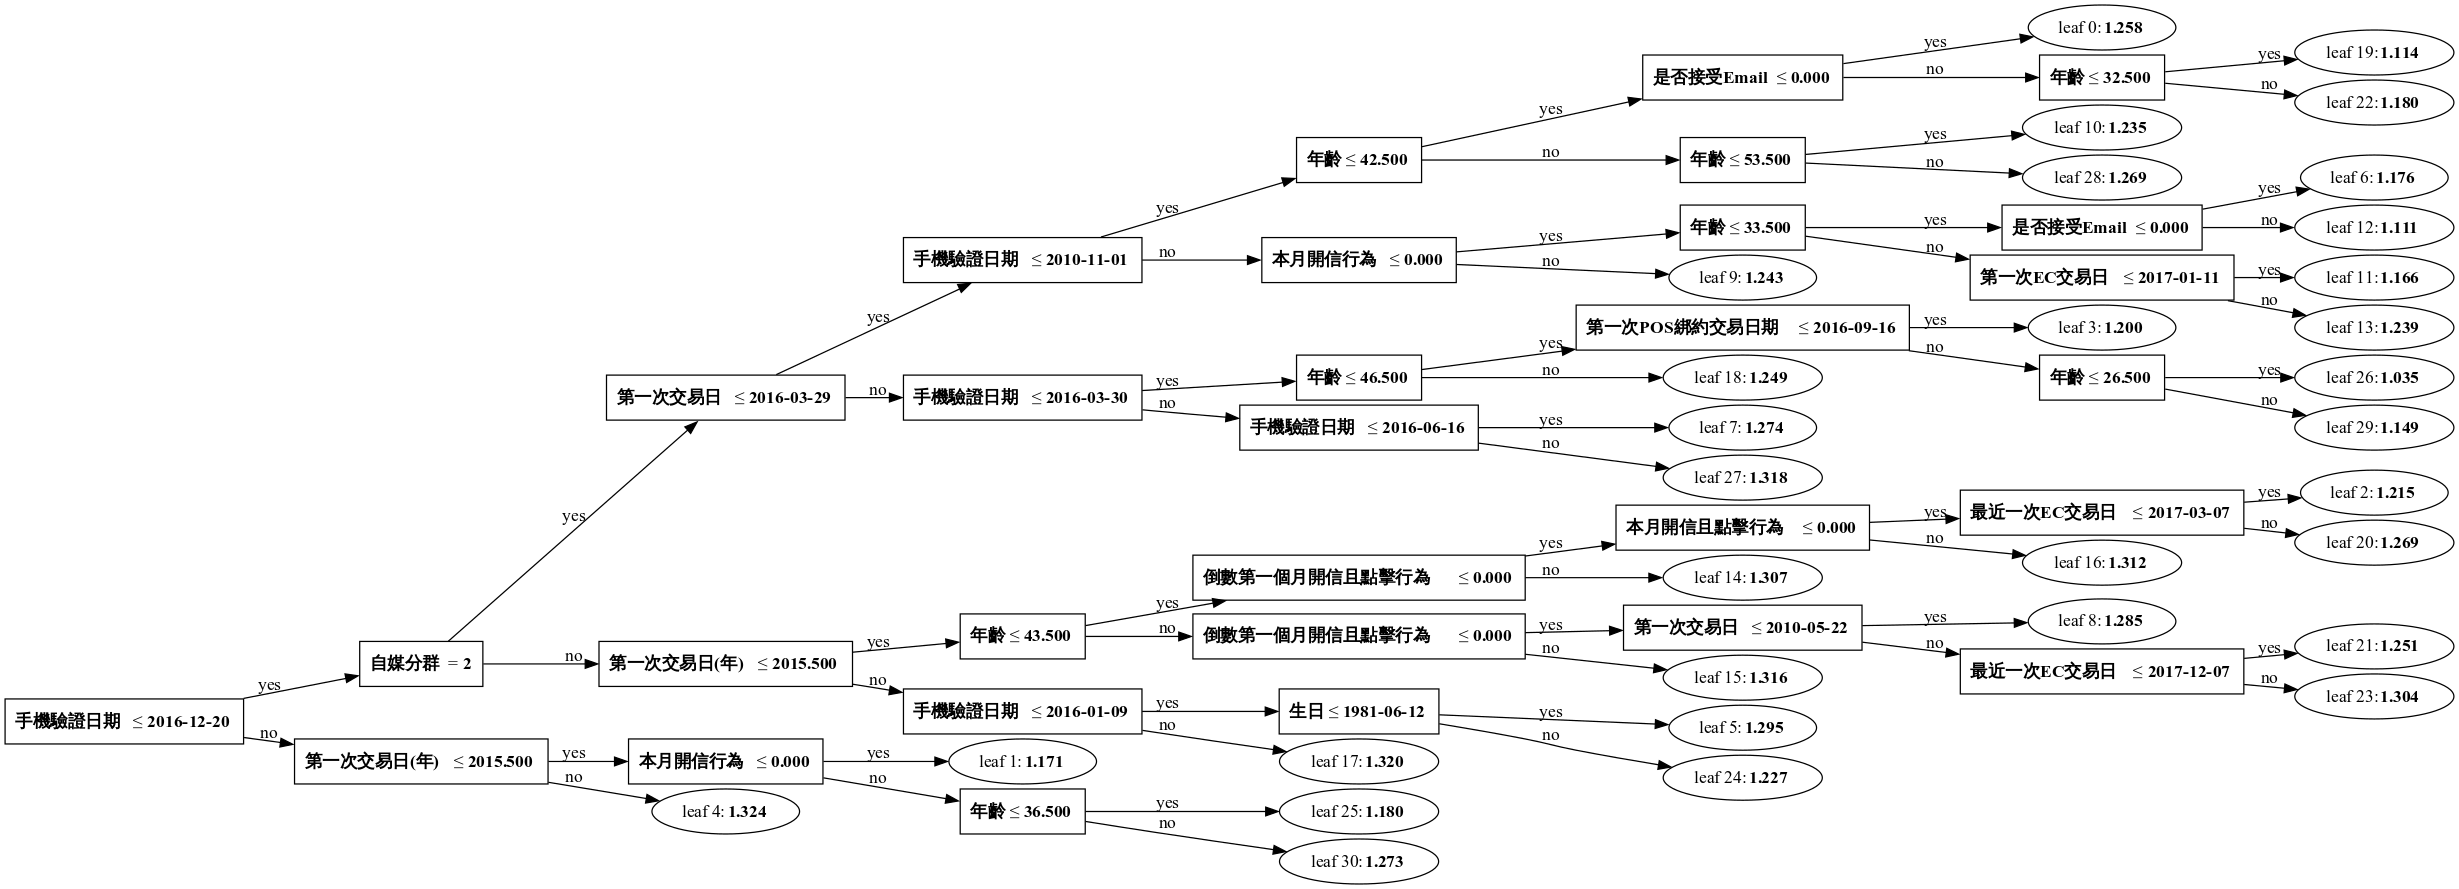 yes
leaf 0: 1.258
是否接受Email ≤ 0.000
yes
leaf 19: 1.114
no
年齡 ≤ 32.500
no
leaf 22: 1.180
yes
yes
leaf 10: 1.235
年齡 ≤ 42.500
no
年齡 ≤ 53.500
no
leaf 28: 1.269
yes
yes
leaf 6: 1.176
年齡 ≤ 33.500
yes
是否接受Email ≤ 0.000
no
leaf 12: 1.111
手機驗證日期 ≤ 2010-11-01
no
本月開信行為 ≤ 0.000
yes
no
leaf 9: 1.243
no
第一次EC交易日 ≤ 2017-01-11
yes
leaf 11: 1.166
no
leaf 13: 1.239
yes
第一次POS綁約交易日期 ≤ 2016-09-16
yes
leaf 3: 1.200
no
年齡 ≤ 46.500
yes
no
leaf 18: 1.249
年齡 ≤ 26.500
yes
leaf 26: 1.035
no
leaf 29: 1.149
第一次交易日 ≤ 2016-03-29
no
手機驗證日期 ≤ 2016-03-30
yes
no
手機驗證日期 ≤ 2016-06-16
yes
leaf 7: 1.274
no
leaf 27: 1.318
yes
最近一次EC交易日 ≤ 2017-03-07
yes
leaf 2: 1.215
no
leaf 20: 1.269
本月開信且點擊行為 ≤ 0.000
yes
no
leaf 16: 1.312
倒數第一個月開信且點擊行為 ≤ 0.000
yes
no
leaf 14: 1.307
年齡 ≤ 43.500
yes
no
倒數第一個月開信且點擊行為 ≤ 0.000
yes
第一次交易日 ≤ 2010-05-22
yes
leaf 8: 1.285
no
leaf 15: 1.316
no
最近一次EC交易日 ≤ 2017-12-07
yes
leaf 21: 1.251
no
leaf 23: 1.304
自媒分群 = 2
no
第一次交易日(年) ≤ 2015.500
yes
no
手機驗證日期 ≤ 2016-01-09
yes
生日 ≤ 1981-06-12
yes
leaf 5: 1.295
no
leaf 24: 1.227
no
leaf 17: 1.320
手機驗證日期 ≤ 2016-12-20
yes
no
第一次交易日(年) ≤ 2015.500
yes
本月開信行為 ≤ 0.000
yes
leaf 1: 1.171
no
leaf 4: 1.324
no
年齡 ≤ 36.500
yes
leaf 25: 1.180
no
leaf 30: 1.273